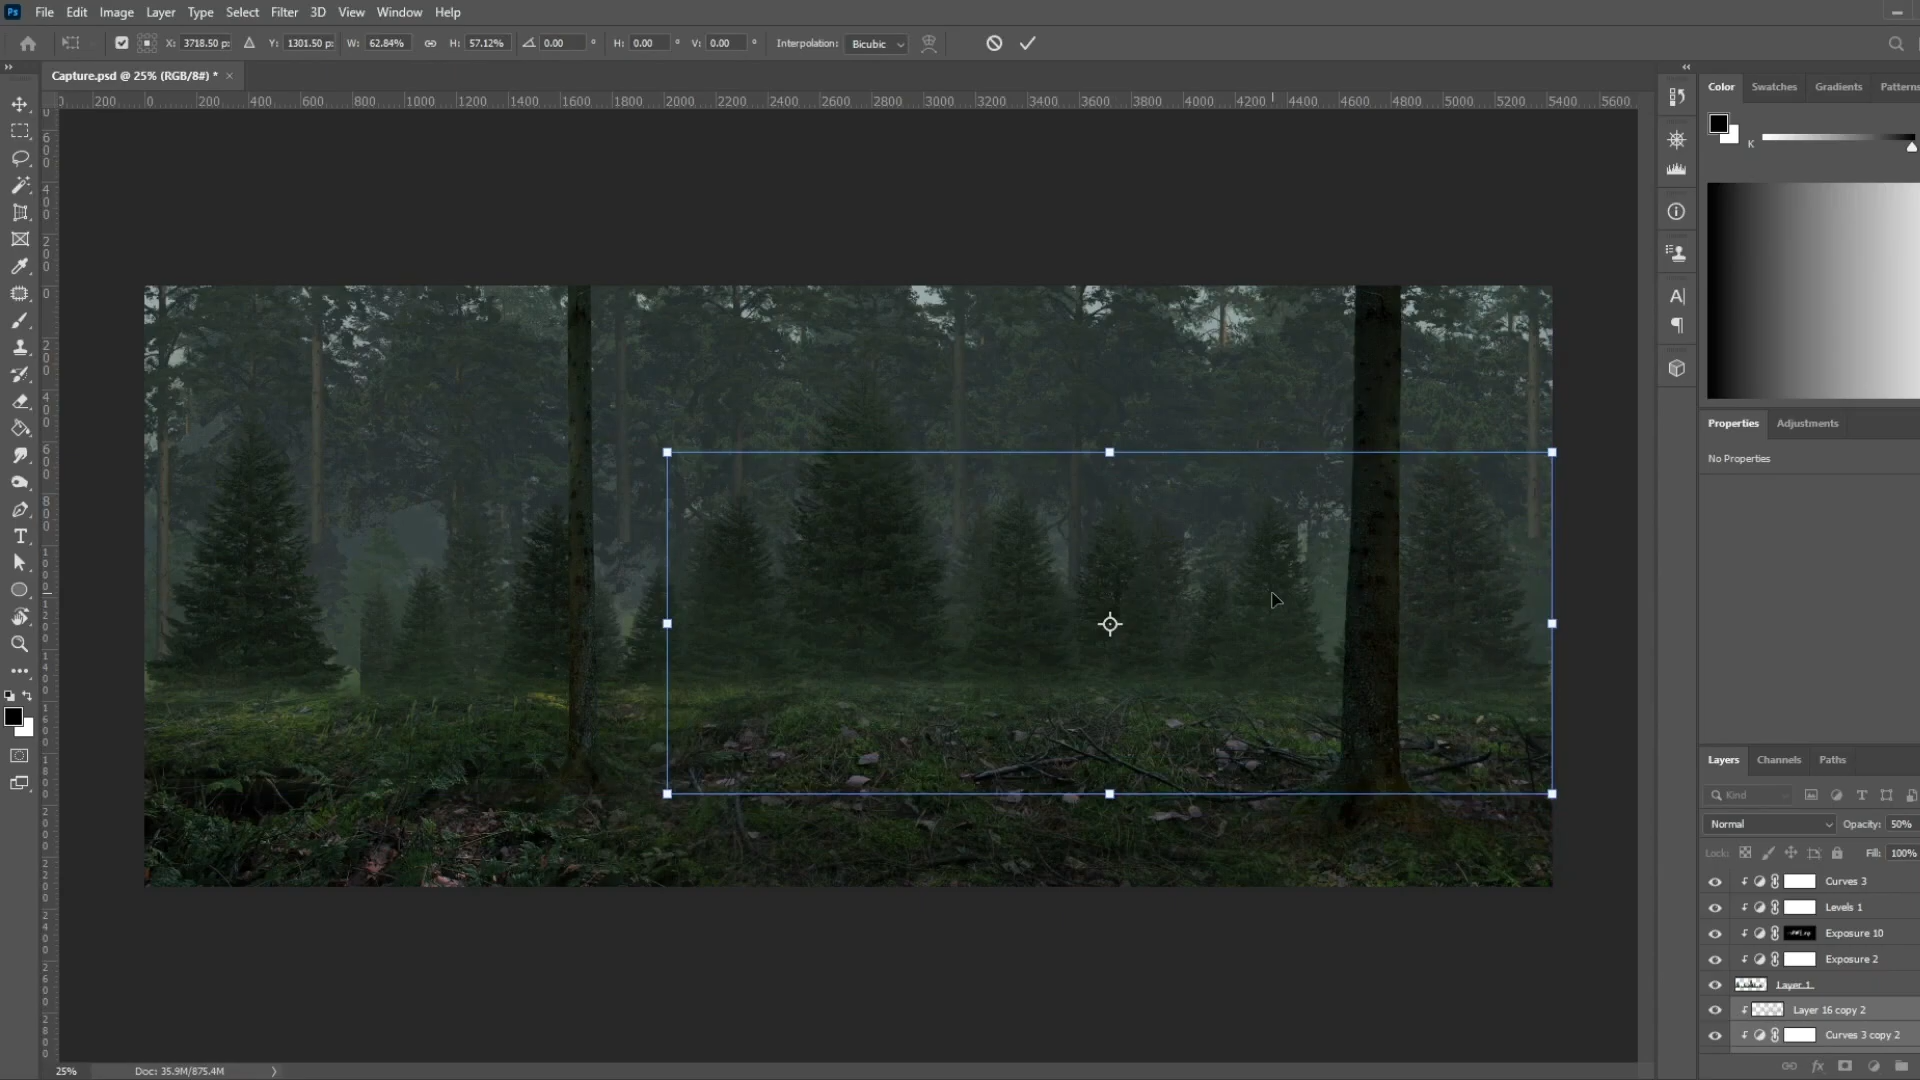 Ps File Edit Image Layer Type Select Filter 3D View Window Help
X: 3718.50 p: Y: 1301.50 p: W: 62.84% H: 57.12% 0.00 ° H: 0.00 ° V: 0.00 ° Interpolation: Bicubic
Capture.psd @ 25% (RGB/8#) * ×
200 0 200 400 600 800 1000 1200 1400 1600 1800 2000 2200 2400 2600 2800 3000 3200 3400 3600 3800 4000 4200 4400 4600 4800 5000 5200 5400 5600
Color Swatches Gradients Patterns
K
Properties Adjustments
No Properties
Layers Channels Paths
Kind
Normal Opacity: 50%
Lock: Fill: 100%
Curves 3
Levels 1
Exposure 10
Exposure 2
Layer 1
Layer 16 copy 2
Curves 3 copy 2
25% Doc: 35.9M/875.4M